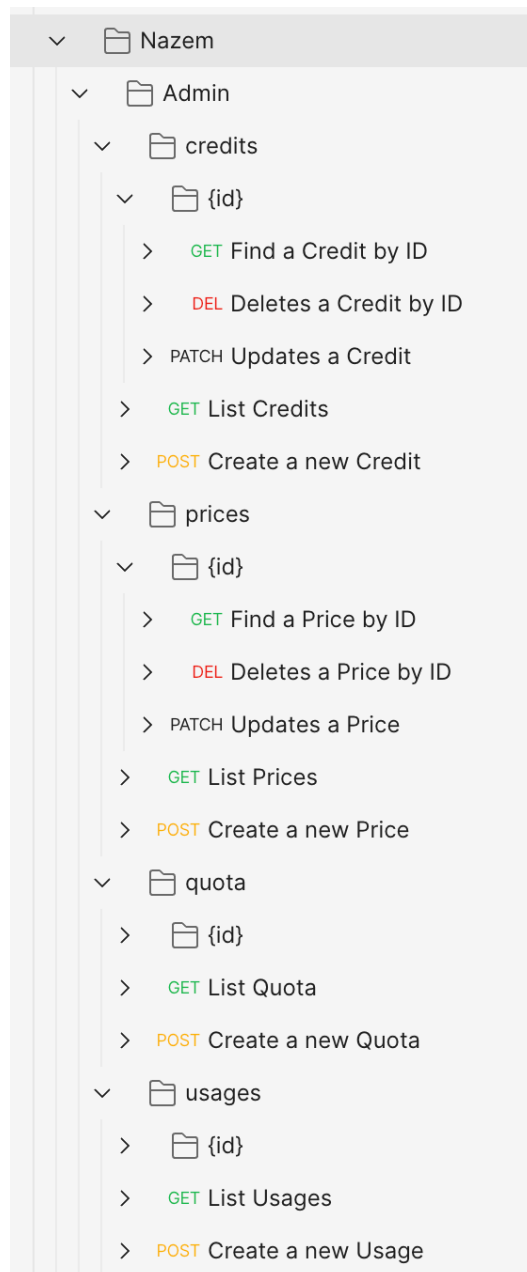 Nazem
Admin
credits
{id}
GET Find a Credit by ID
DEL Deletes a Credit by ID
PATCH Updates a Credit
GET List Credits
POST Create a new Credit
prices
{id}
GET Find a Price by ID
DEL Deletes a Price by ID
PATCH Updates a Price
GET List Prices
POST Create a new Price
quota
{id}
GET List Quota
POST Create a new Quota
usages
{id}
GET List Usages
POST Create a new Usage